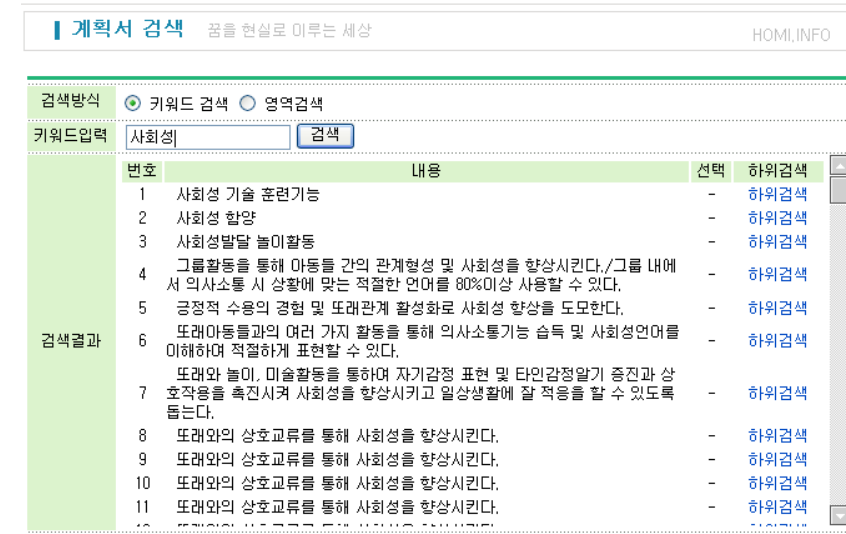 계획서 검색 꿈을 현실로 이루는 세상 HOMI.INFO
검색방식 키워드 검색 영역검색
키워드입력 사회성 검색
번호 내용 선택 하위검색
1 사회성 기술 훈련기능 - 하위검색
2 사회성 함양 - 하위검색
3 사회성발달 놀이활동 - 하위검색
4 그룹활동을 통해 아동들 간의 관계형성 및 사회성을 향상시킨다./그룹 내에
서 의사소통 시 상황에 맞는 적절한 언어를 80%이상 사용할 수 있다. - 하위검색
5 긍정적 수용의 경험 및 또래관계 활성화로 사회성 향상을 도모한다. - 하위검색
검색결과 6 또래아동들과의 여러 가지 활동을 통해 의사소통기능 습득 및 사회성언어를
이해하며 적절하게 표현할 수 있다. - 하위검색
또래와 놀이, 미술활동을 통하여 자기감정 표현 및 타인감정알기 증진과 상
7 호작용을 촉진시켜 사회성을 향상시키고 일상생활에 잘 적응을 할 수 있도록 - 하위검색
돕는다.
8 또래와의 상호교류를 통해 사회성을 향상시킨다. - 하위검색
9 또래와의 상호교류를 통해 사회성을 향상시킨다. - 하위검색
10 또래와의 상호교류를 통해 사회성을 향상시킨다. - 하위검색
11 또래와의 상호교류를 통해 사회성을 향상시킨다. - 하위검색